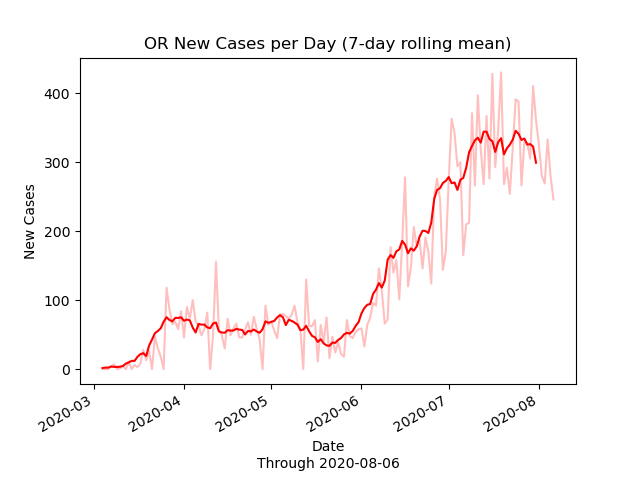 OR New Cases per Day (7-day rolling mean)
400
300
200
100
0
New Cases
2020-03
2020-04
2020-05
2020-06
2020-07
2020-08
Date
Through 2020-08-06